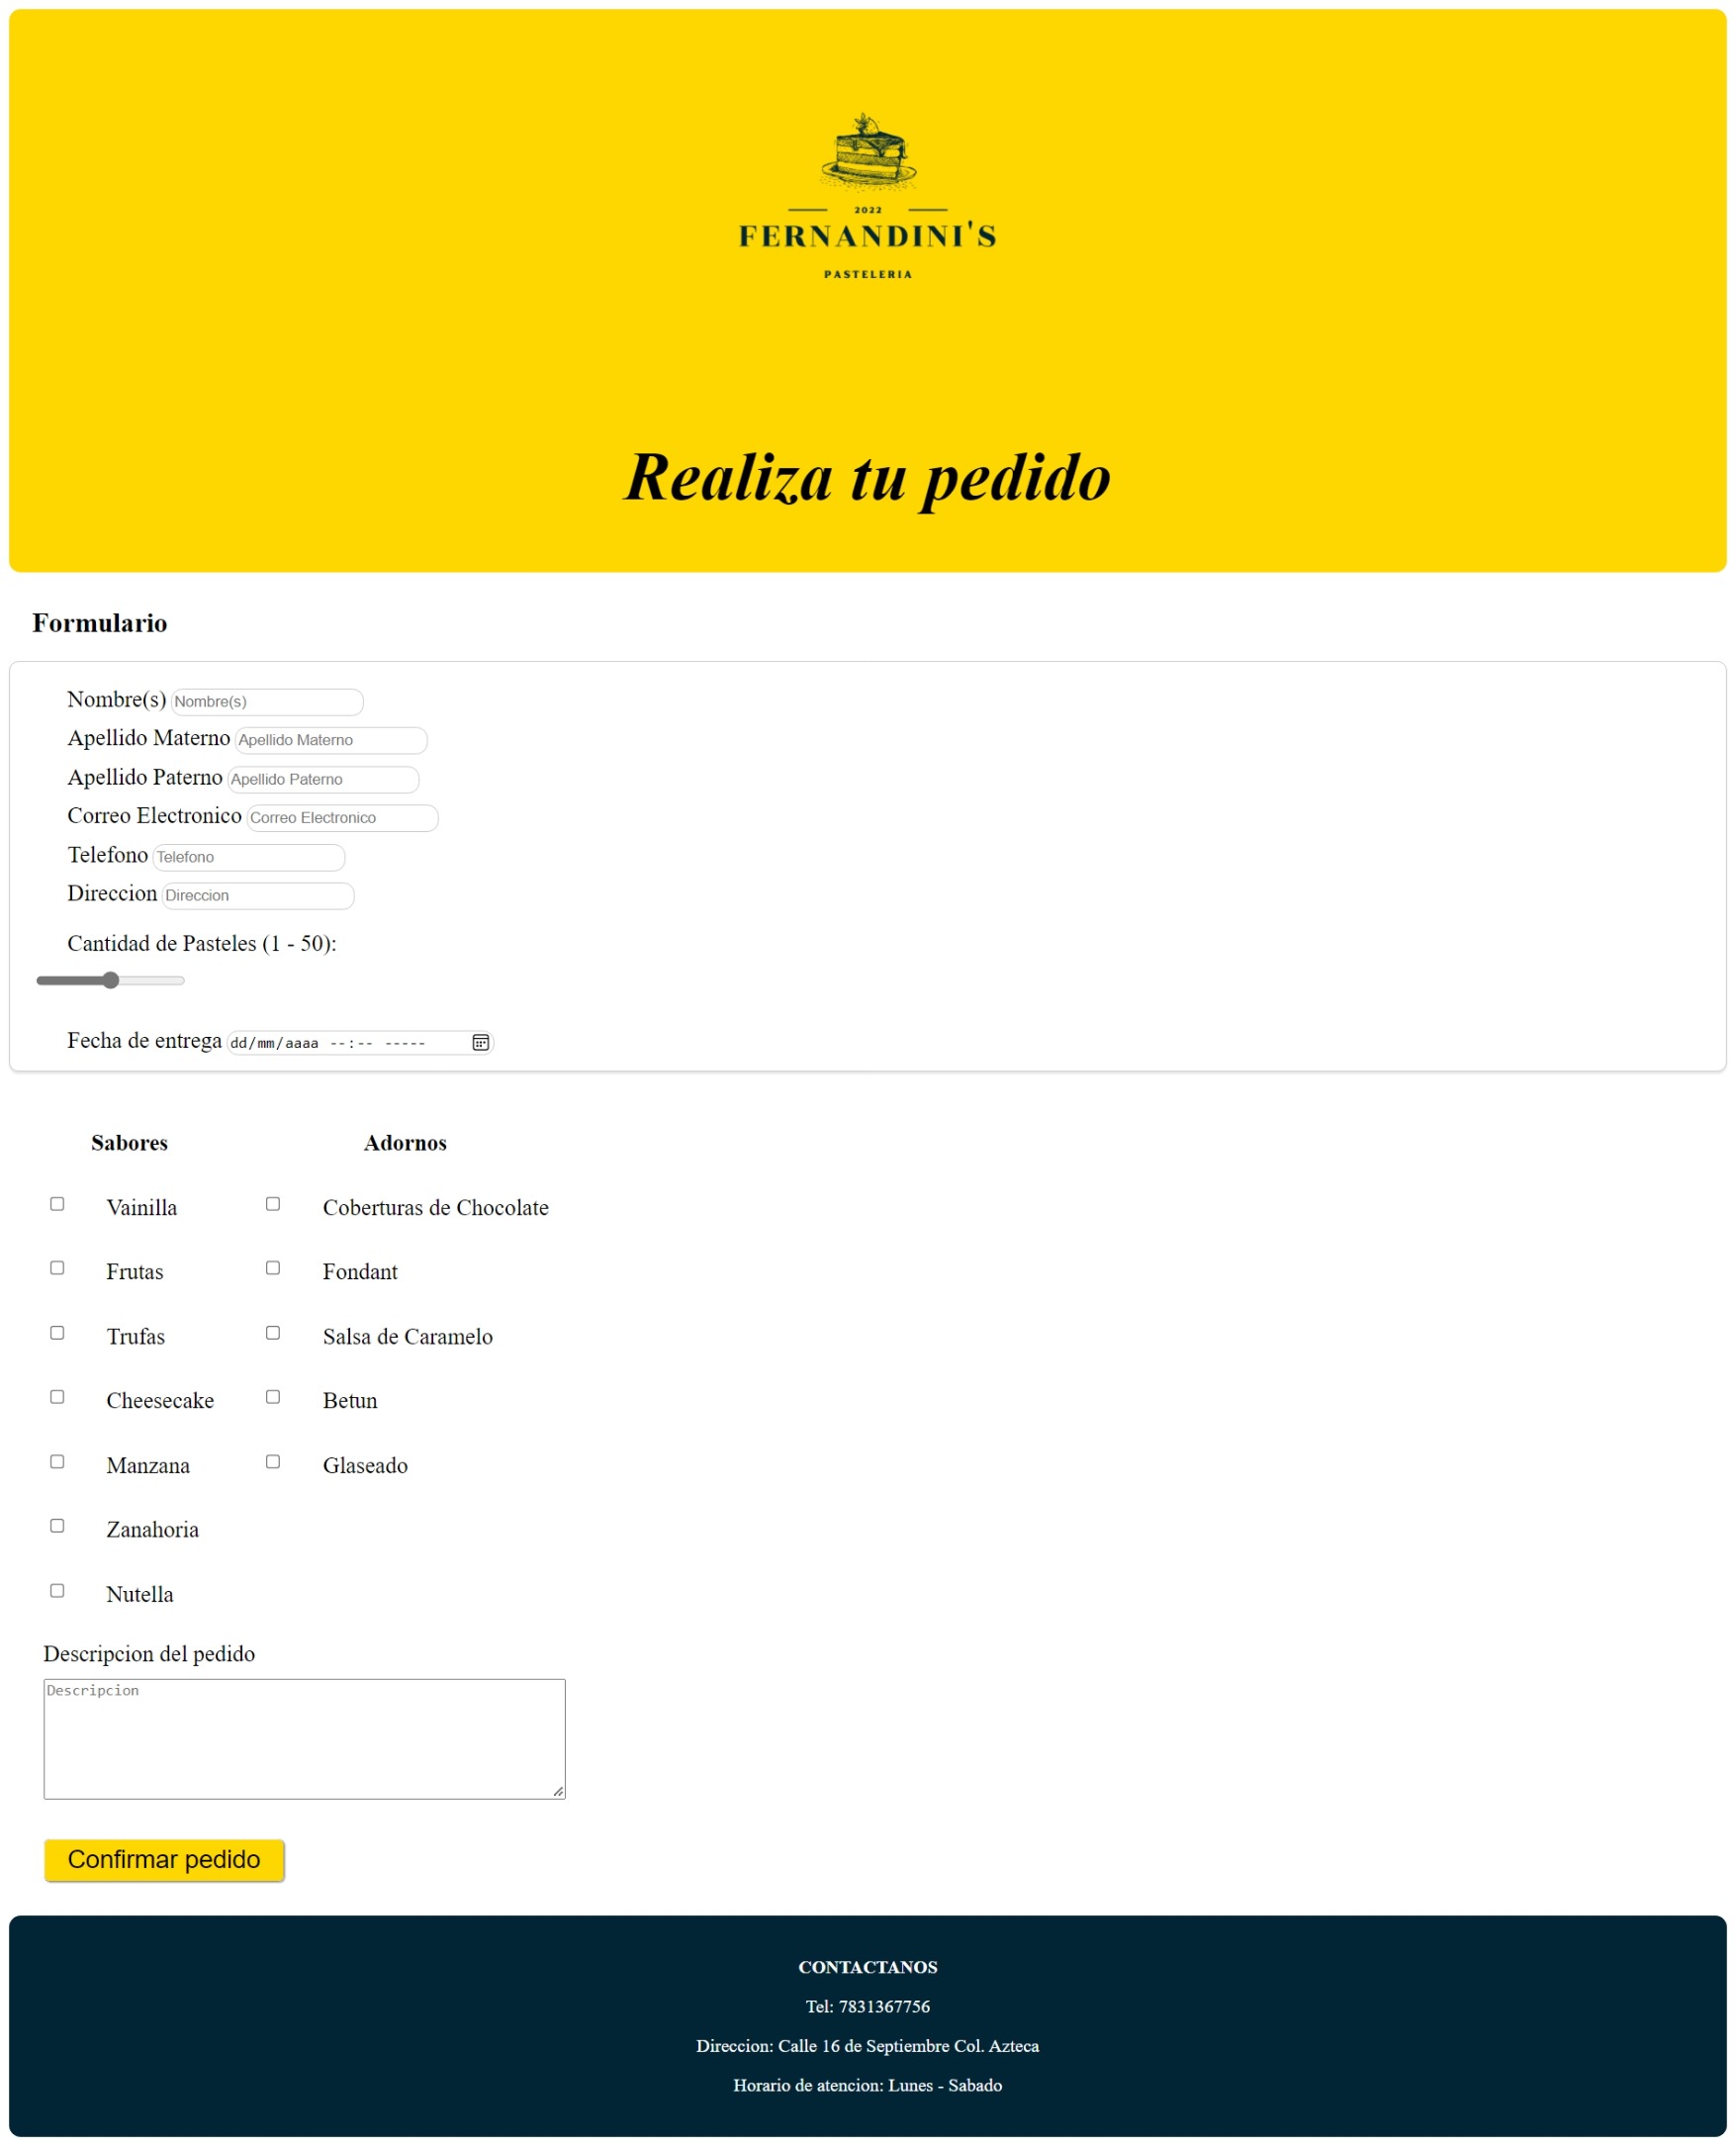 2022
FERNANDINI'S
PASTELERIA
Realiza tu pedido
Formulario
Nombre(s) Nombre(s)
Apellido Materno Apellido Materno
Apellido Paterno Apellido Paterno
Correo Electronico Correo Electronico
Telefono Telefono
Direccion Direccion
Cantidad de Pasteles (1 - 50):
Fecha de entrega dd/mm/aaaa --:-- -----
Sabores Adornos
Vainilla Coberturas de Chocolate
Frutas Fondant
Trufas Salsa de Caramelo
Cheesecake Betun
Manzana Glaseado
Zanahoria
Nutella
Descripcion del pedido
Descripcion
Confirmar pedido
CONTACTANOS
Tel: 7831367756
Direccion: Calle 16 de Septiembre Col. Azteca
Horario de atencion: Lunes - Sabado